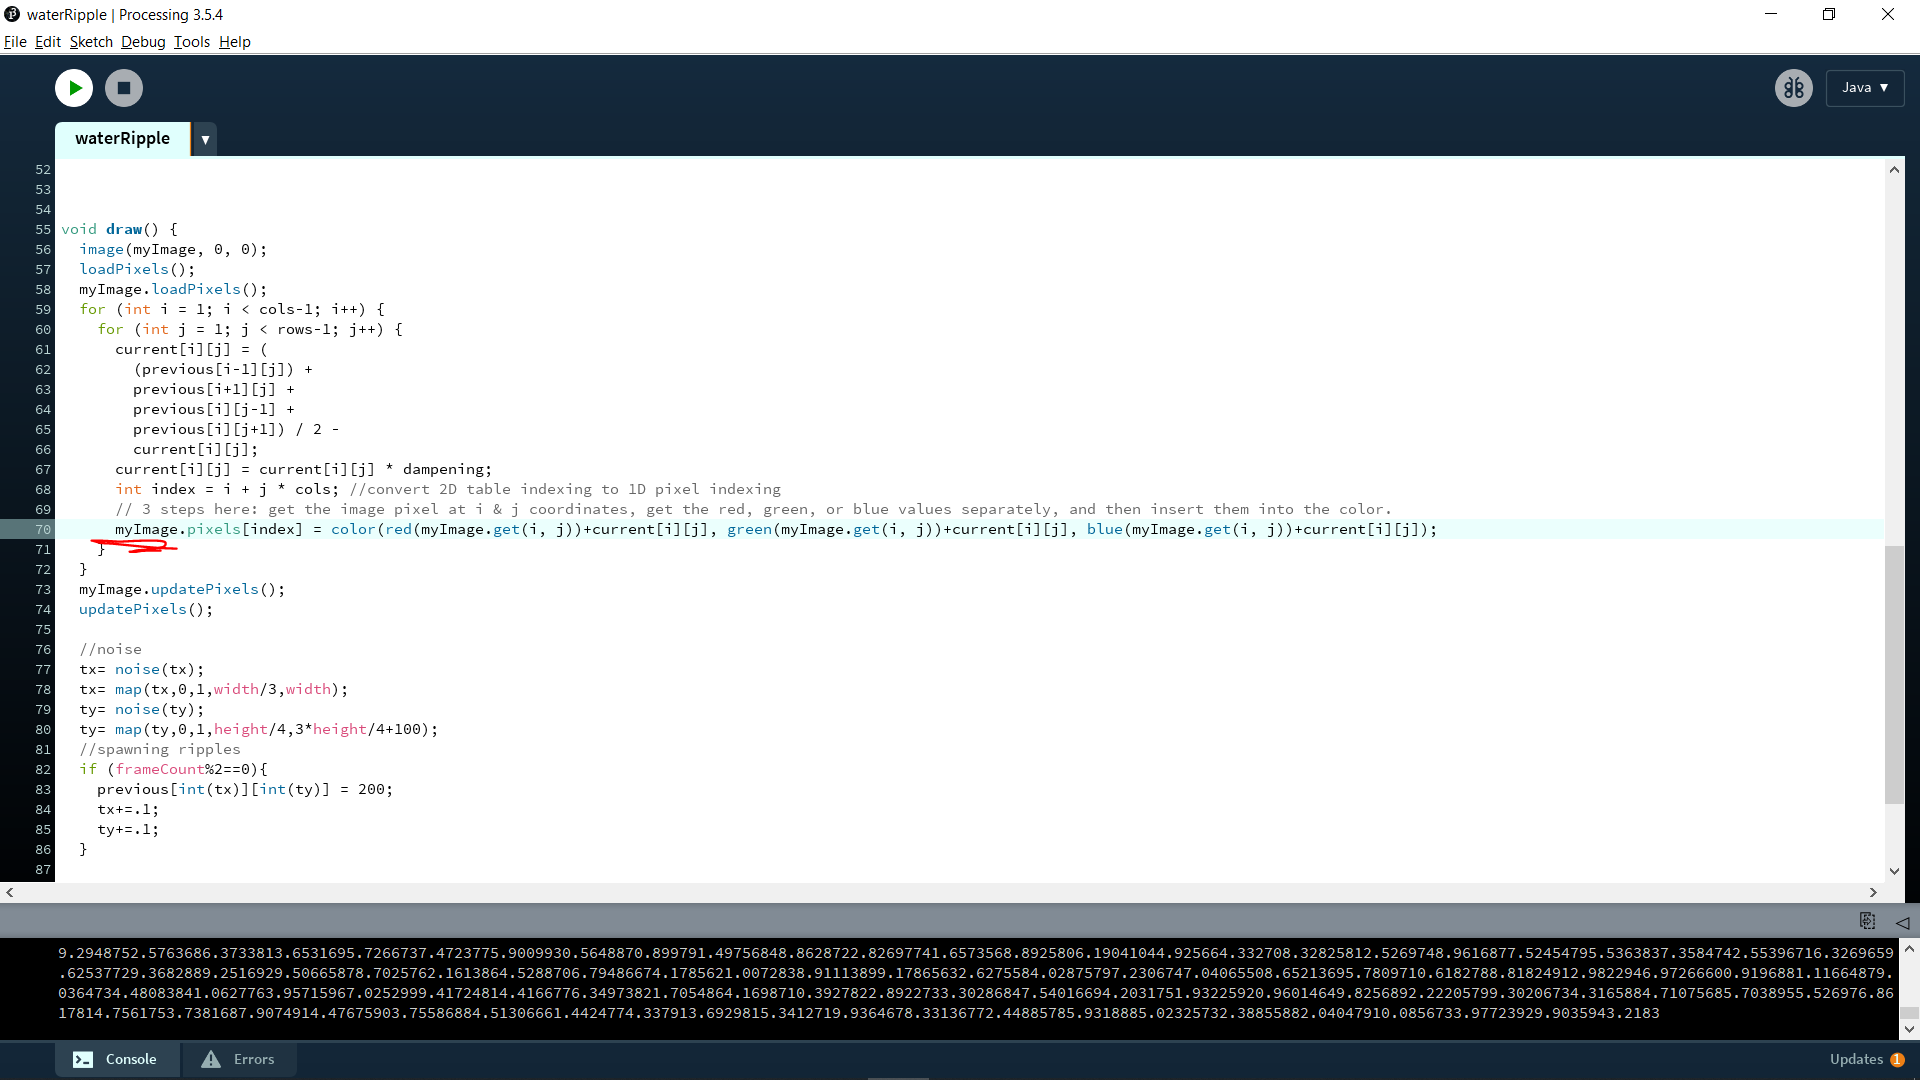 waterRipple | Processing 3.5.4
File Edit Sketch Debug Tools Help
Java ▼
waterRipple ▼
52
53
54
55 void draw() {
56 image(myImage, 0, 0);
57 loadPixels();
58 myImage.loadPixels();
59 for (int i = 1; i < cols-1; i++) {
60 for (int j = 1; j < rows-1; j++) {
61 current[i][j] = (
62 (previous[i-1][j]) +
63 previous[i+1][j] +
64 previous[i][j-1] +
65 previous[i][j+1]) / 2 -
66 current[i][j];
67 current[i][j] = current[i][j] * dampening;
68 int index = i + j * cols; //convert 2D table indexing to 1D pixel indexing
69 // 3 steps here: get the image pixel at i & j coordinates, get the red, green, or blue values separately, and then insert them into the color.
70 myImage.pixels[index] = color(red(myImage.get(i, j))+current[i][j], green(myImage.get(i, j))+current[i][j], blue(myImage.get(i, j))+current[i][j]);
71 }
72 }
73 myImage.updatePixels();
74 updatePixels();
75
76 //noise
77 tx= noise(tx);
78 tx= map(tx,0,1,width/3,width);
79 ty= noise(ty);
80 ty= map(ty,0,1,height/4,3*height/4+100);
81 //spawning ripples
82 if (frameCount%2==0){
83 previous[int(tx)][int(ty)] = 200;
84 tx+=.1;
85 ty+=.1;
86 }
87
9.2948752.5763686.3733813.6531695.7266737.4723775.9009930.5648870.899791.49756848.8628722.82697741.6573568.8925806.19041044.925664.332708.32825812.5269748.9616877.52454795.5363837.3584742.55396716.3269659
.62537729.3682889.2516929.50665878.7025762.1613864.5288706.79486674.1785621.0072838.91113899.17865632.6275584.02875797.2306747.04065508.65213695.7809710.6182788.81824912.9822946.97266600.9196881.11664879.
0364734.48083841.0627763.95715967.0252999.41724814.4166776.34973821.7054864.1698710.3927822.8922733.30286847.54016694.2031751.93225920.96014649.8256892.22205799.30206734.3165884.71075685.7038955.526976.86
17814.7561753.7381687.9074914.47675903.75586884.51306661.4424774.337913.6929815.3412719.9364678.33136772.44885785.9318885.02325732.38855882.04047910.0856733.97723929.9035943.2183
Console Errors Updates 1